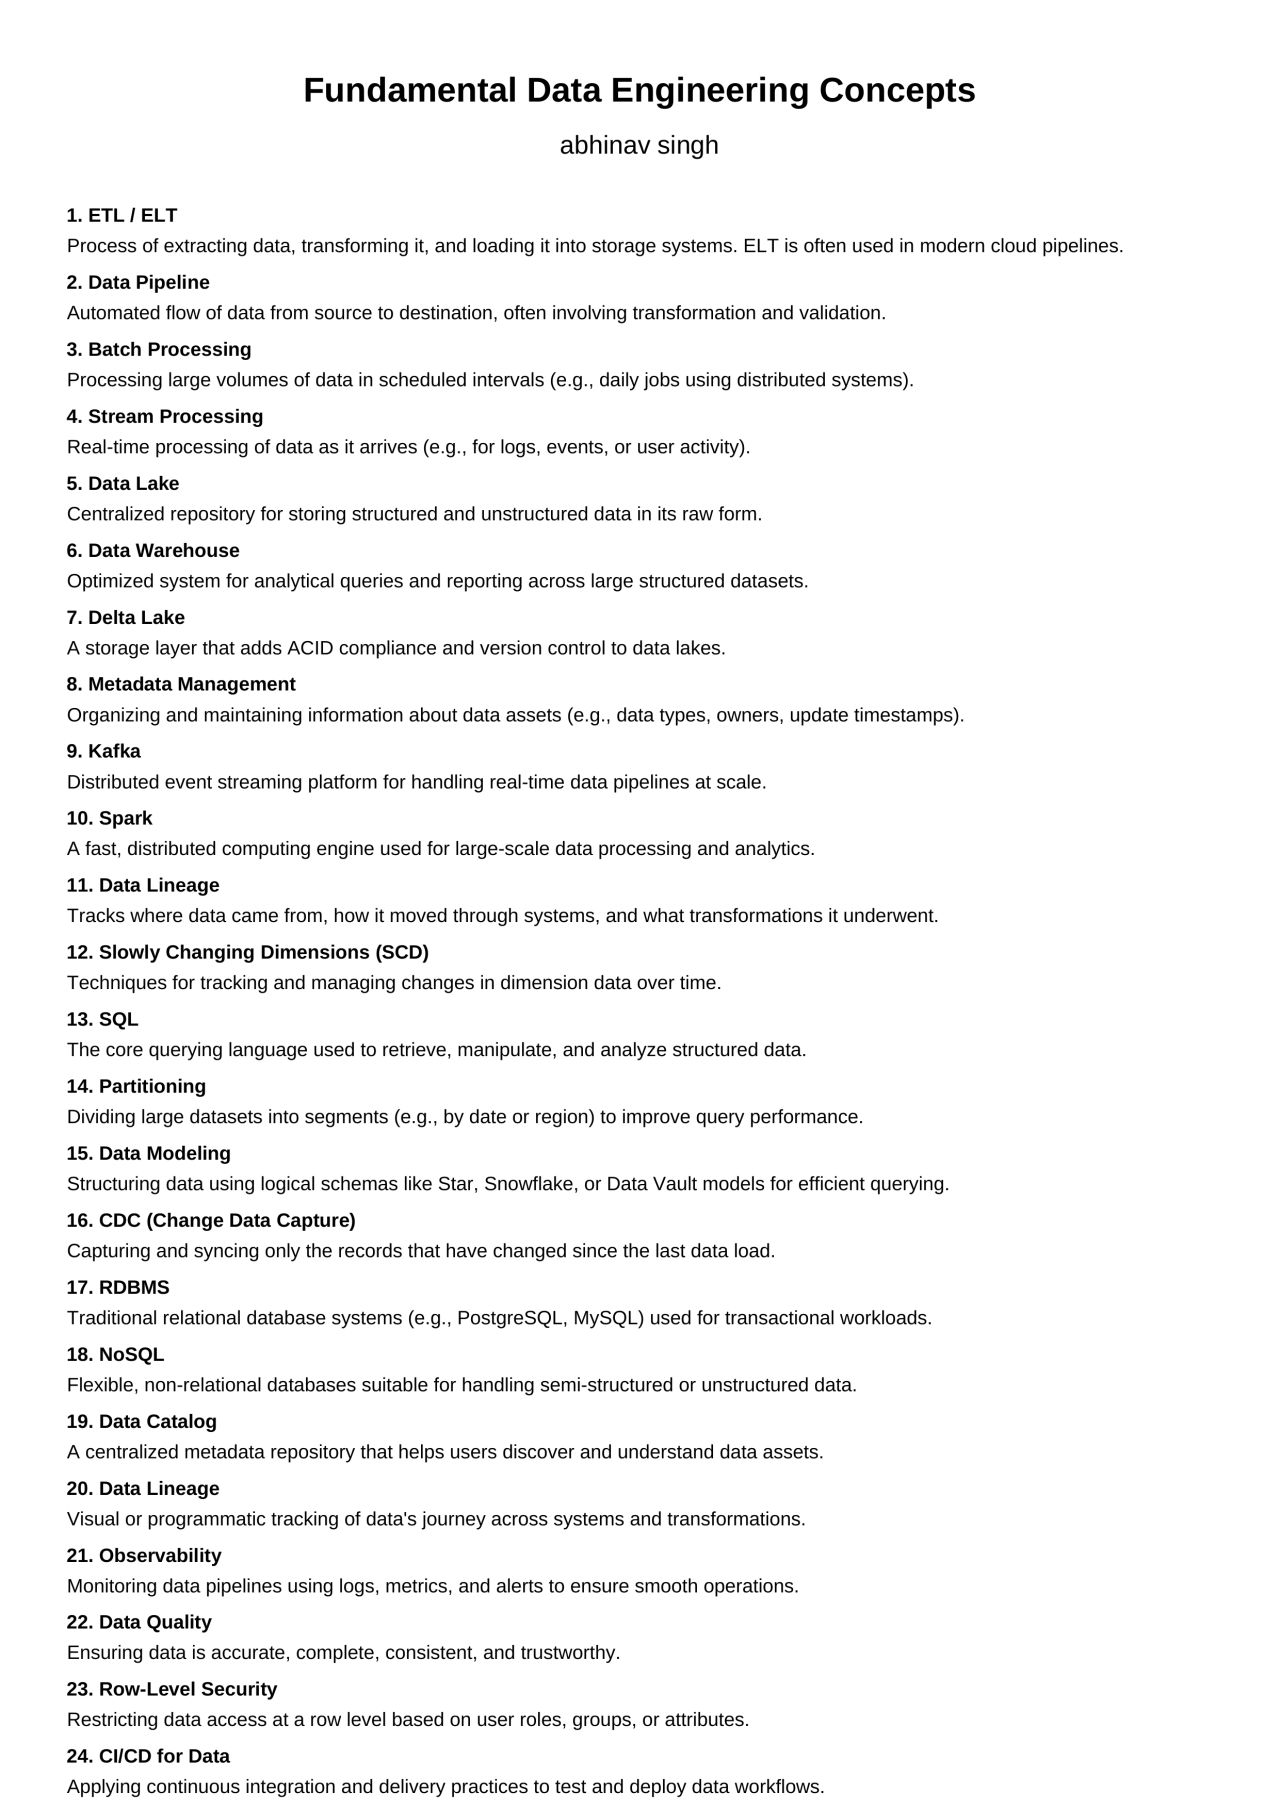 Fundamental Data Engineering Concepts
abhinav singh
1. ETL / ELT
Process of extracting data, transforming it, and loading it into storage systems. ELT is often used in modern cloud pipelines.
2. Data Pipeline
Automated flow of data from source to destination, often involving transformation and validation.
3. Batch Processing
Processing large volumes of data in scheduled intervals (e.g., daily jobs using distributed systems).
4. Stream Processing
Real-time processing of data as it arrives (e.g., for logs, events, or user activity).
5. Data Lake
Centralized repository for storing structured and unstructured data in its raw form.
6. Data Warehouse
Optimized system for analytical queries and reporting across large structured datasets.
7. Delta Lake
A storage layer that adds ACID compliance and version control to data lakes.
8. Metadata Management
Organizing and maintaining information about data assets (e.g., data types, owners, update timestamps).
9. Kafka
Distributed event streaming platform for handling real-time data pipelines at scale.
10. Spark
A fast, distributed computing engine used for large-scale data processing and analytics.
11. Data Lineage
Tracks where data came from, how it moved through systems, and what transformations it underwent.
12. Slowly Changing Dimensions (SCD)
Techniques for tracking and managing changes in dimension data over time.
13. SQL
The core querying language used to retrieve, manipulate, and analyze structured data.
14. Partitioning
Dividing large datasets into segments (e.g., by date or region) to improve query performance.
15. Data Modeling
Structuring data using logical schemas like Star, Snowflake, or Data Vault models for efficient querying.
16. CDC (Change Data Capture)
Capturing and syncing only the records that have changed since the last data load.
17. RDBMS
Traditional relational database systems (e.g., PostgreSQL, MySQL) used for transactional workloads.
18. NoSQL
Flexible, non-relational databases suitable for handling semi-structured or unstructured data.
19. Data Catalog
A centralized metadata repository that helps users discover and understand data assets.
20. Data Lineage
Visual or programmatic tracking of data's journey across systems and transformations.
21. Observability
Monitoring data pipelines using logs, metrics, and alerts to ensure smooth operations.
22. Data Quality
Ensuring data is accurate, complete, consistent, and trustworthy.
23. Row-Level Security
Restricting data access at a row level based on user roles, groups, or attributes.
24. CI/CD for Data
Applying continuous integration and delivery practices to test and deploy data workflows.